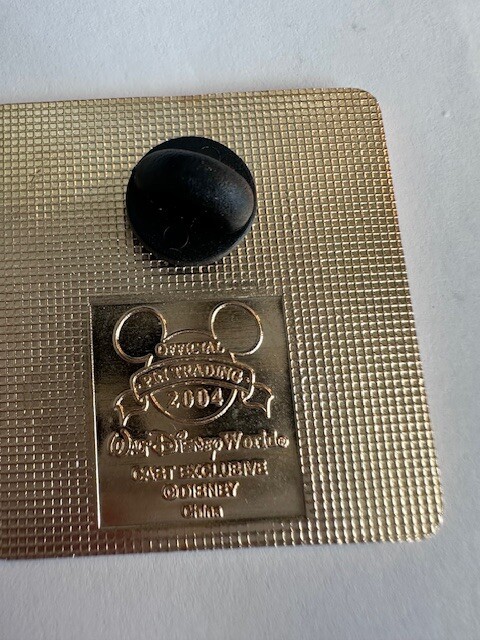 OFFICIAL
PIN TRADING
2004
Walt Disney World®
CAST EXCLUSIVE
©DISNEY
China